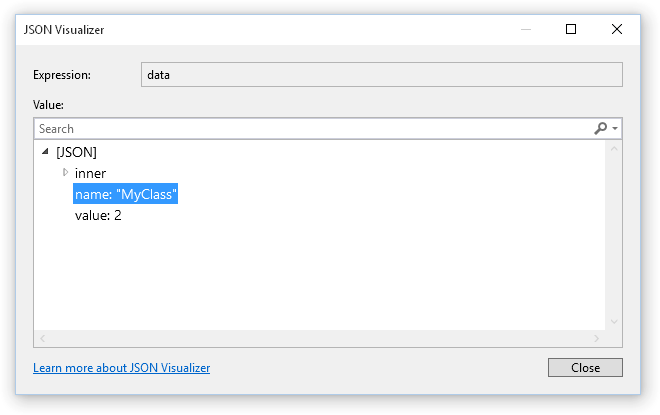 JSON Visualizer
Expression: data
Value:
Search
[JSON]
inner
name: "MyClass"
value: 2
Learn more about JSON Visualizer Close